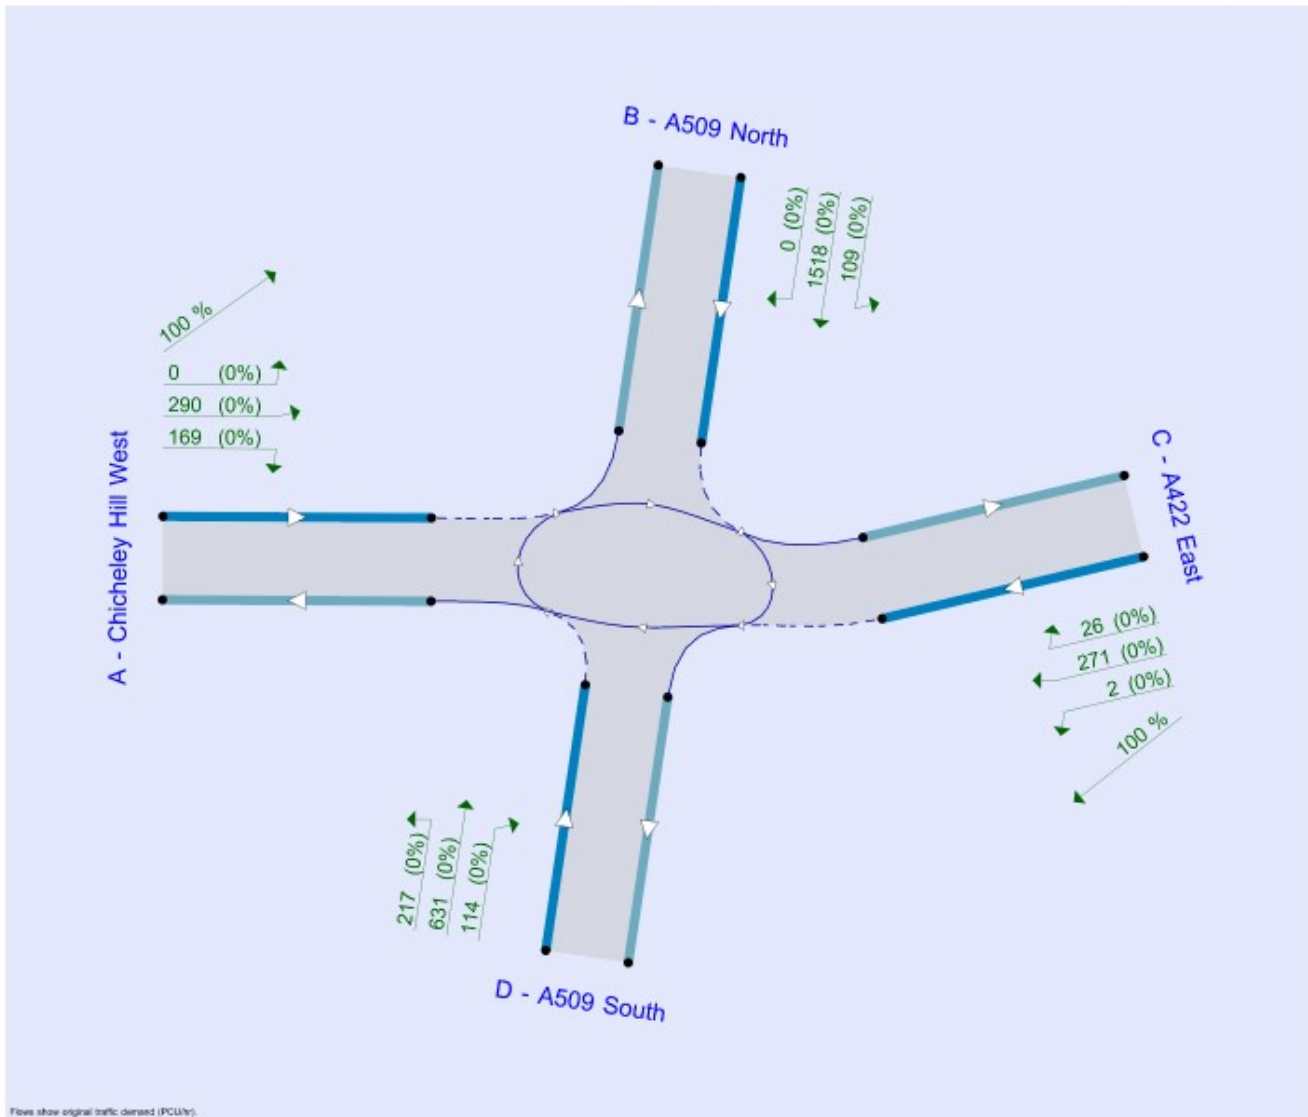 B - A509 North
0 (0%)
1518 (0%)
109 (0%)
100 %
0 (0%)
290 (0%)
169 (0%)
A - Chicheley Hill West
C - A422 East
26 (0%)
271 (0%)
2 (0%)
100 %
217 (0%)
631 (0%)
114 (0%)
D - A509 South
Flows show original traffic demand (PCU/hr).